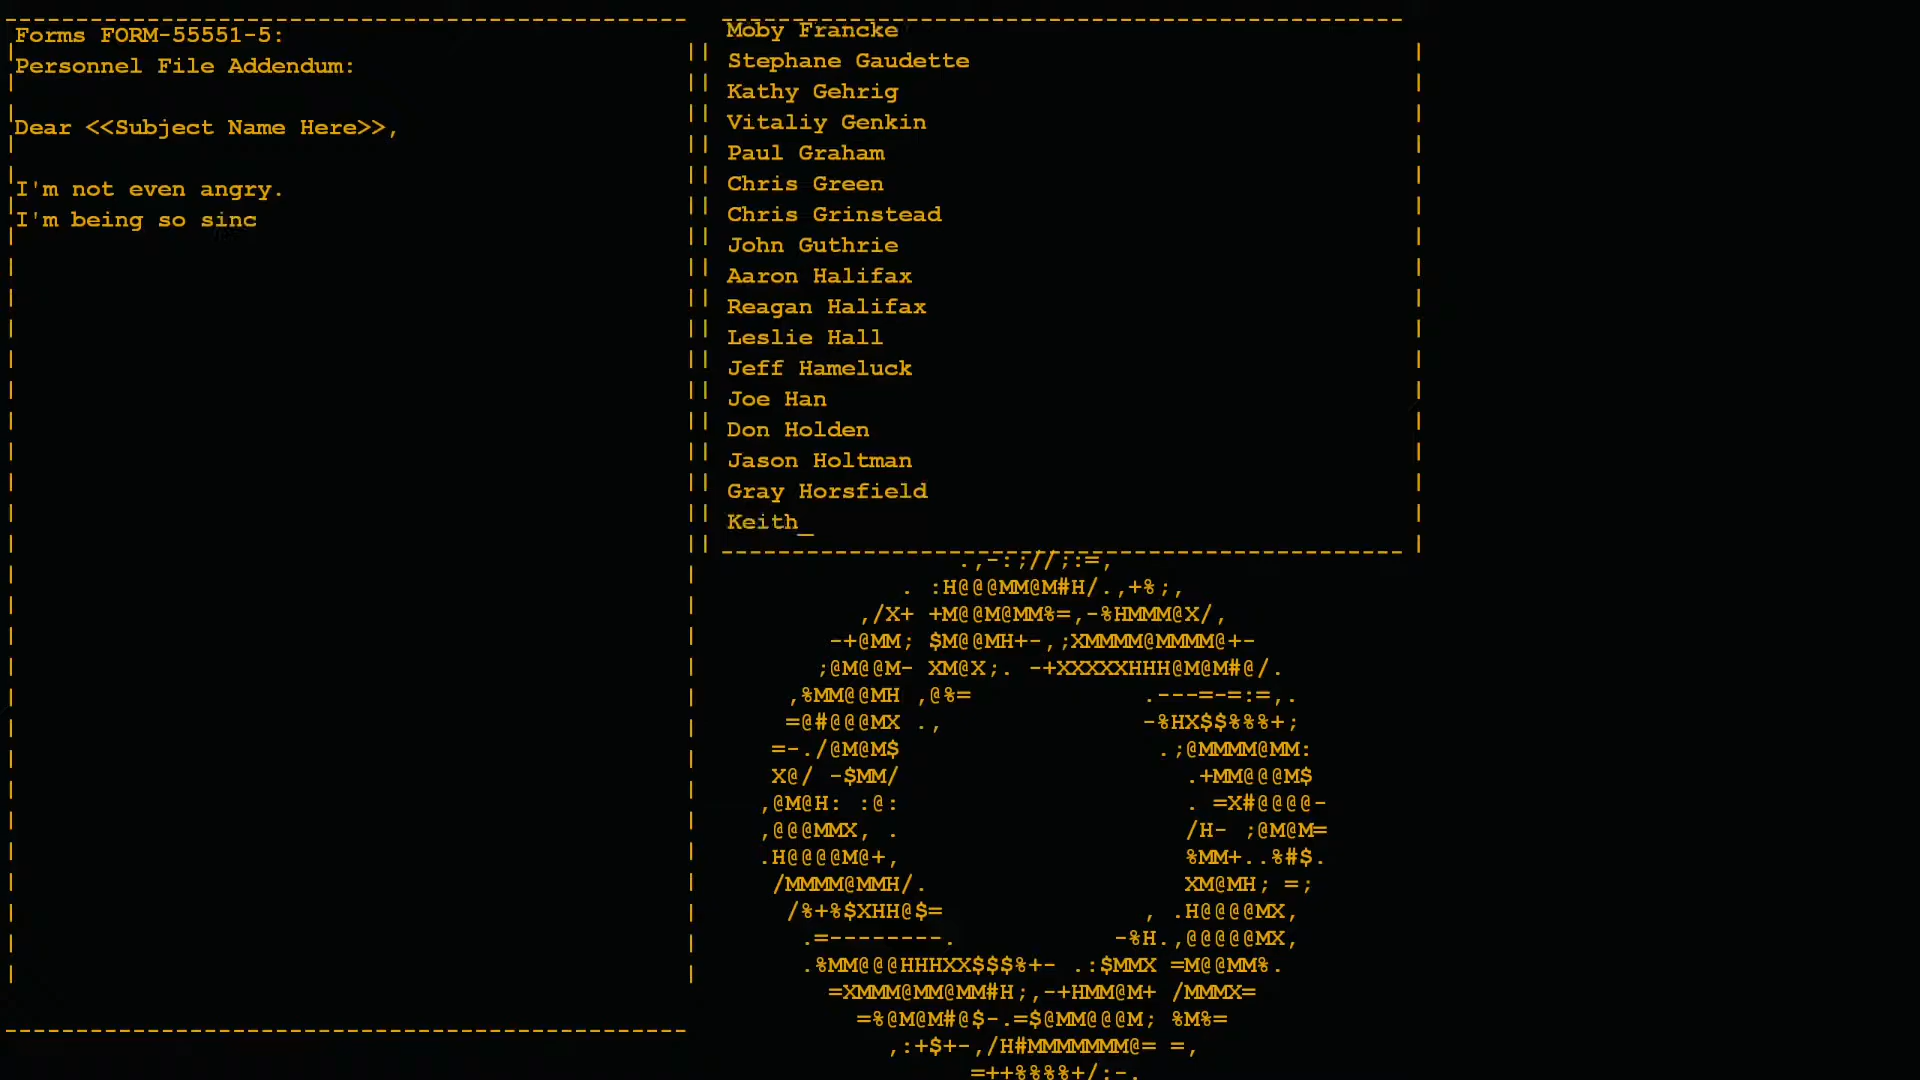 Forms FORM-55551-5:
Personnel File Addendum:
Dear <<Subject Name Here>>,
I'm not even angry.
I'm being so sinc
Moby Francke
Stephane Gaudette
Kathy Gehrig
Vitaliy Genkin
Paul Graham
Chris Green
Chris Grinstead
John Guthrie
Aaron Halifax
Reagan Halifax
Leslie Hall
Jeff Hameluck
Joe Han
Don Holden
Jason Holtman
Gray Horsfield
Keith_